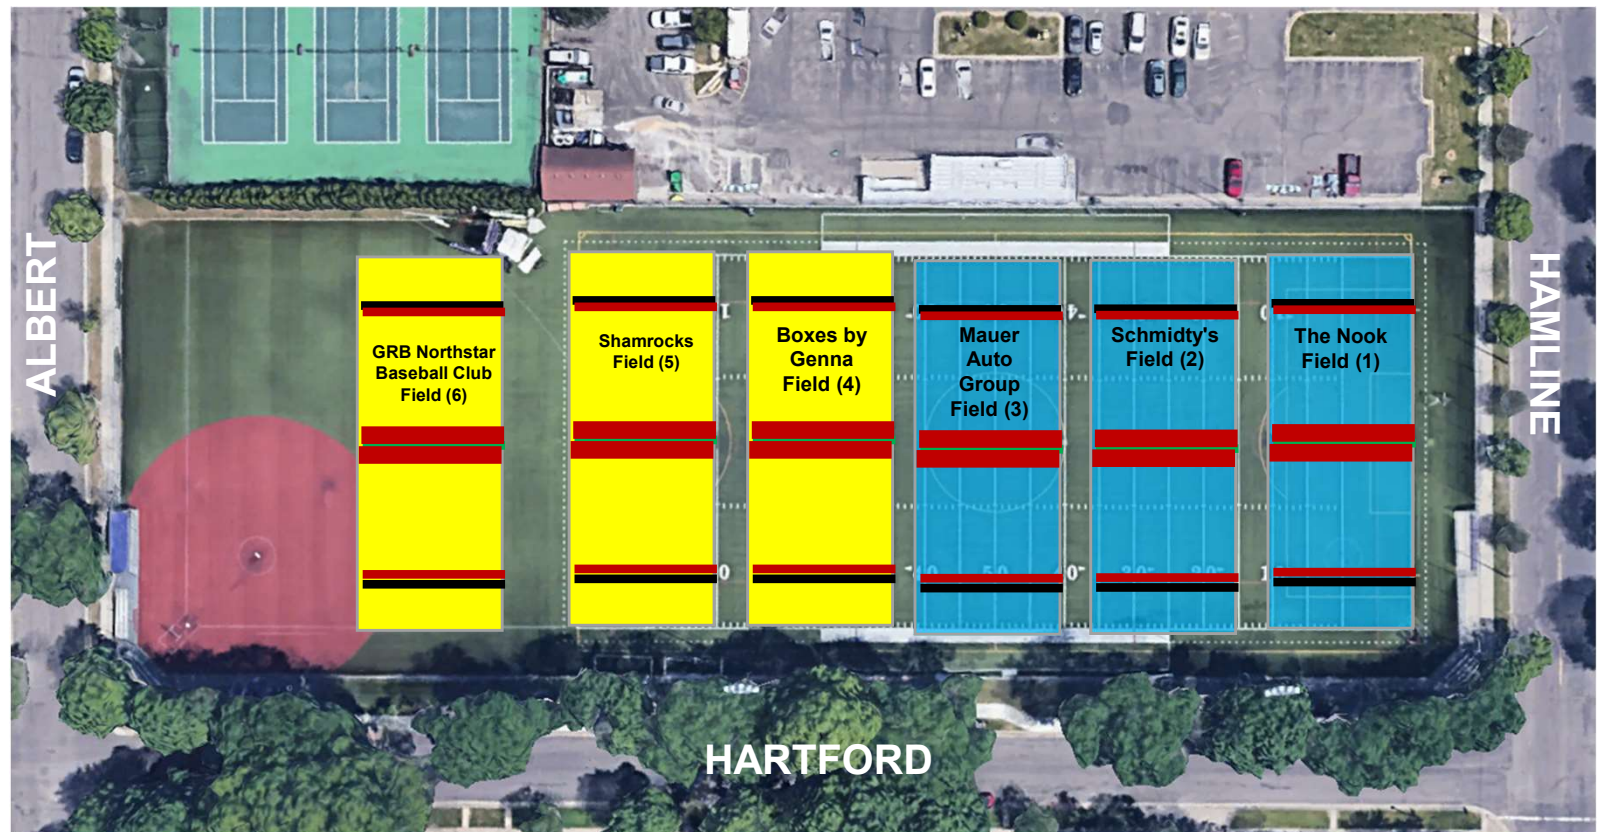 ALBERT
GRB Northstar
Baseball Club
Field (6)
Shamrocks
Field (5)
Boxes by
Genna
Field (4)
Mauer
Auto
Group
Field (3)
Schmidty's
Field (2)
The Nook
Field (1)
HAMLINE
HARTFORD